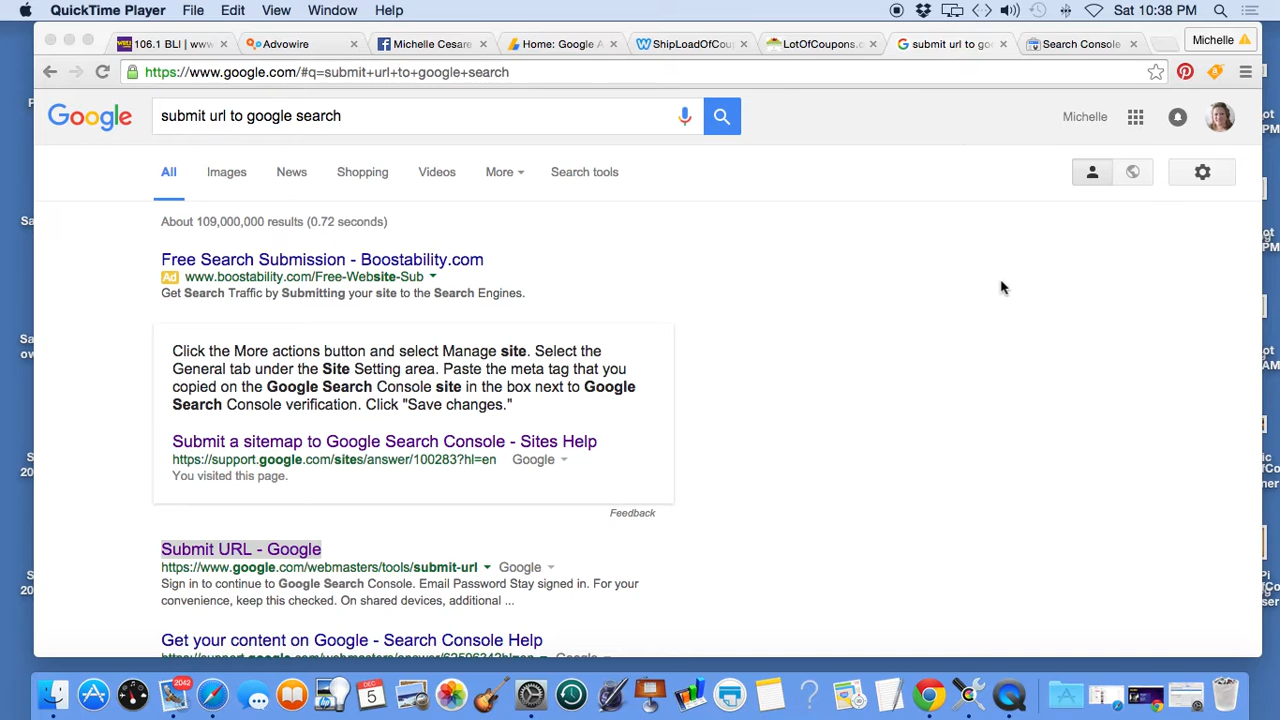 QuickTime Player File Edit View Window Help Sat 10:38 PM
106.1 BLI | www Advowire Michelle Cesare Home: Google A ShipLoadOfCou LotOfCoupons.c submit url to go Search Console Michelle
https://www.google.com/#q=submit+url+to+google+search
Google submit url to google search Michelle
All Images News Shopping Videos More Search tools
About 109,000,000 results (0.72 seconds)
Free Search Submission - Boostability.com
Ad www.boostability.com/Free-Website-Sub
Get Search Traffic by Submitting your site to the Search Engines.
Click the More actions button and select Manage site. Select the
General tab under the Site Setting area. Paste the meta tag that you
copied on the Google Search Console site in the box next to Google
Search Console verification. Click "Save changes."
Submit a sitemap to Google Search Console - Sites Help
https://support.google.com/sites/answer/100283?hl=en Google
You visited this page.
Feedback
Submit URL - Google
https://www.google.com/webmasters/tools/submit-url Google
Sign in to continue to Google Search Console. Email Password Stay signed in. For your
convenience, keep this checked. On shared devices, additional ...
Get your content on Google - Search Console Help
2042
DEC
5